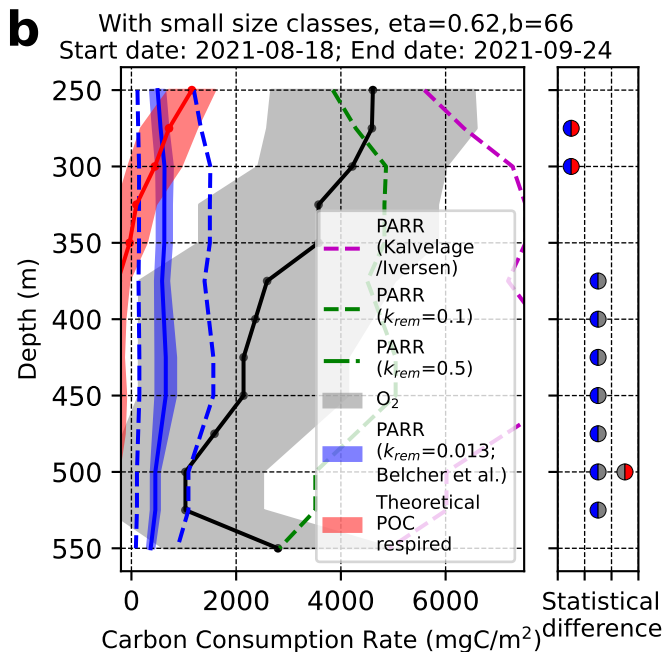 b
With small size classes, eta=0.62,b=66
Start date: 2021-08-18; End date: 2021-09-24
250
300
350
400
450
500
550
Depth (m)
PARR
(Kalvelage
/Iversen)
PARR
(k_rem=0.1)
PARR
(k_rem=0.5)
O₂
PARR
(k_rem=0.013;
Belcher et al.)
Theoretical
POC
respired
0 2000 4000 6000
Carbon Consumption Rate (mgC/m²)
Statistical
difference